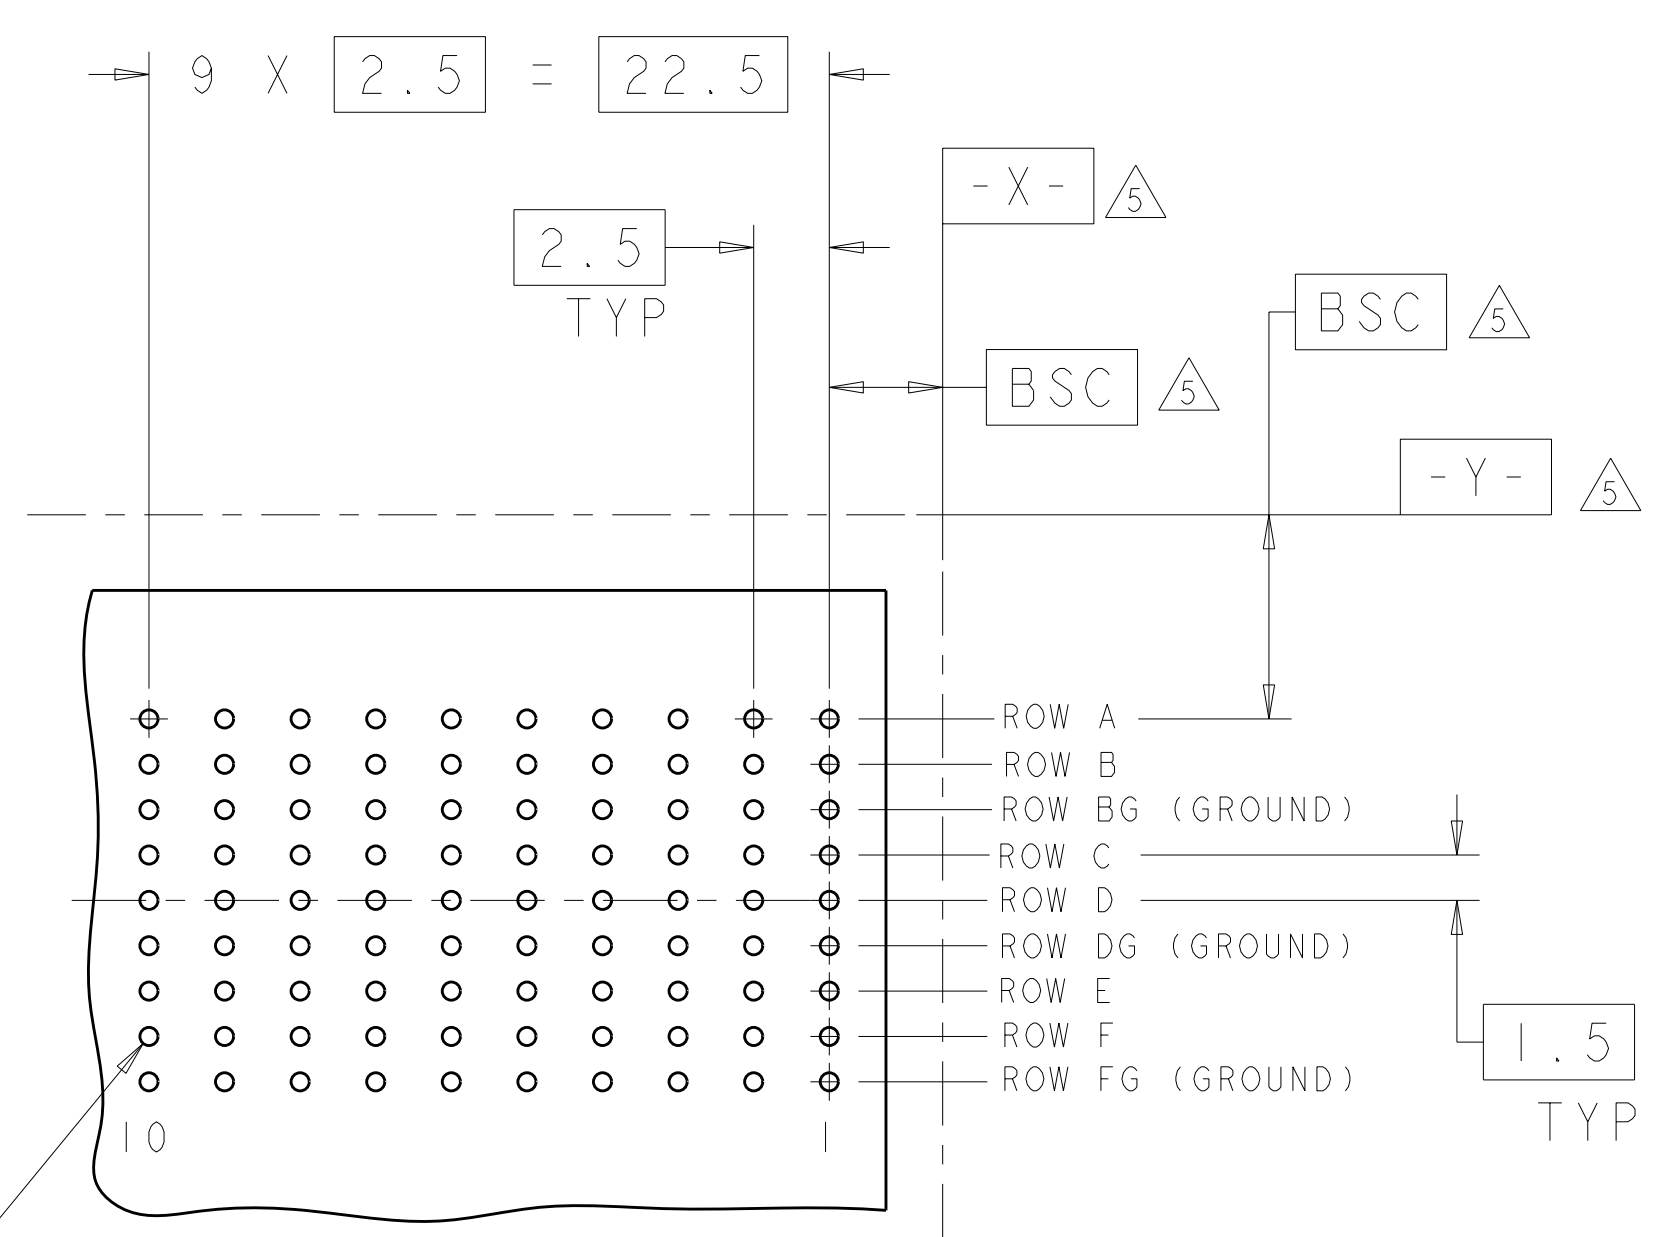 9 X 2.5 = 22.5
-X- 5
2.5
TYP
BSC 5
BSC 5
-Y- 5
ROW A
ROW B
ROW BG (GROUND)
ROW C
ROW D
ROW DG (GROUND)
ROW E
ROW F
1.5
ROW FG (GROUND)
TYP
10 1